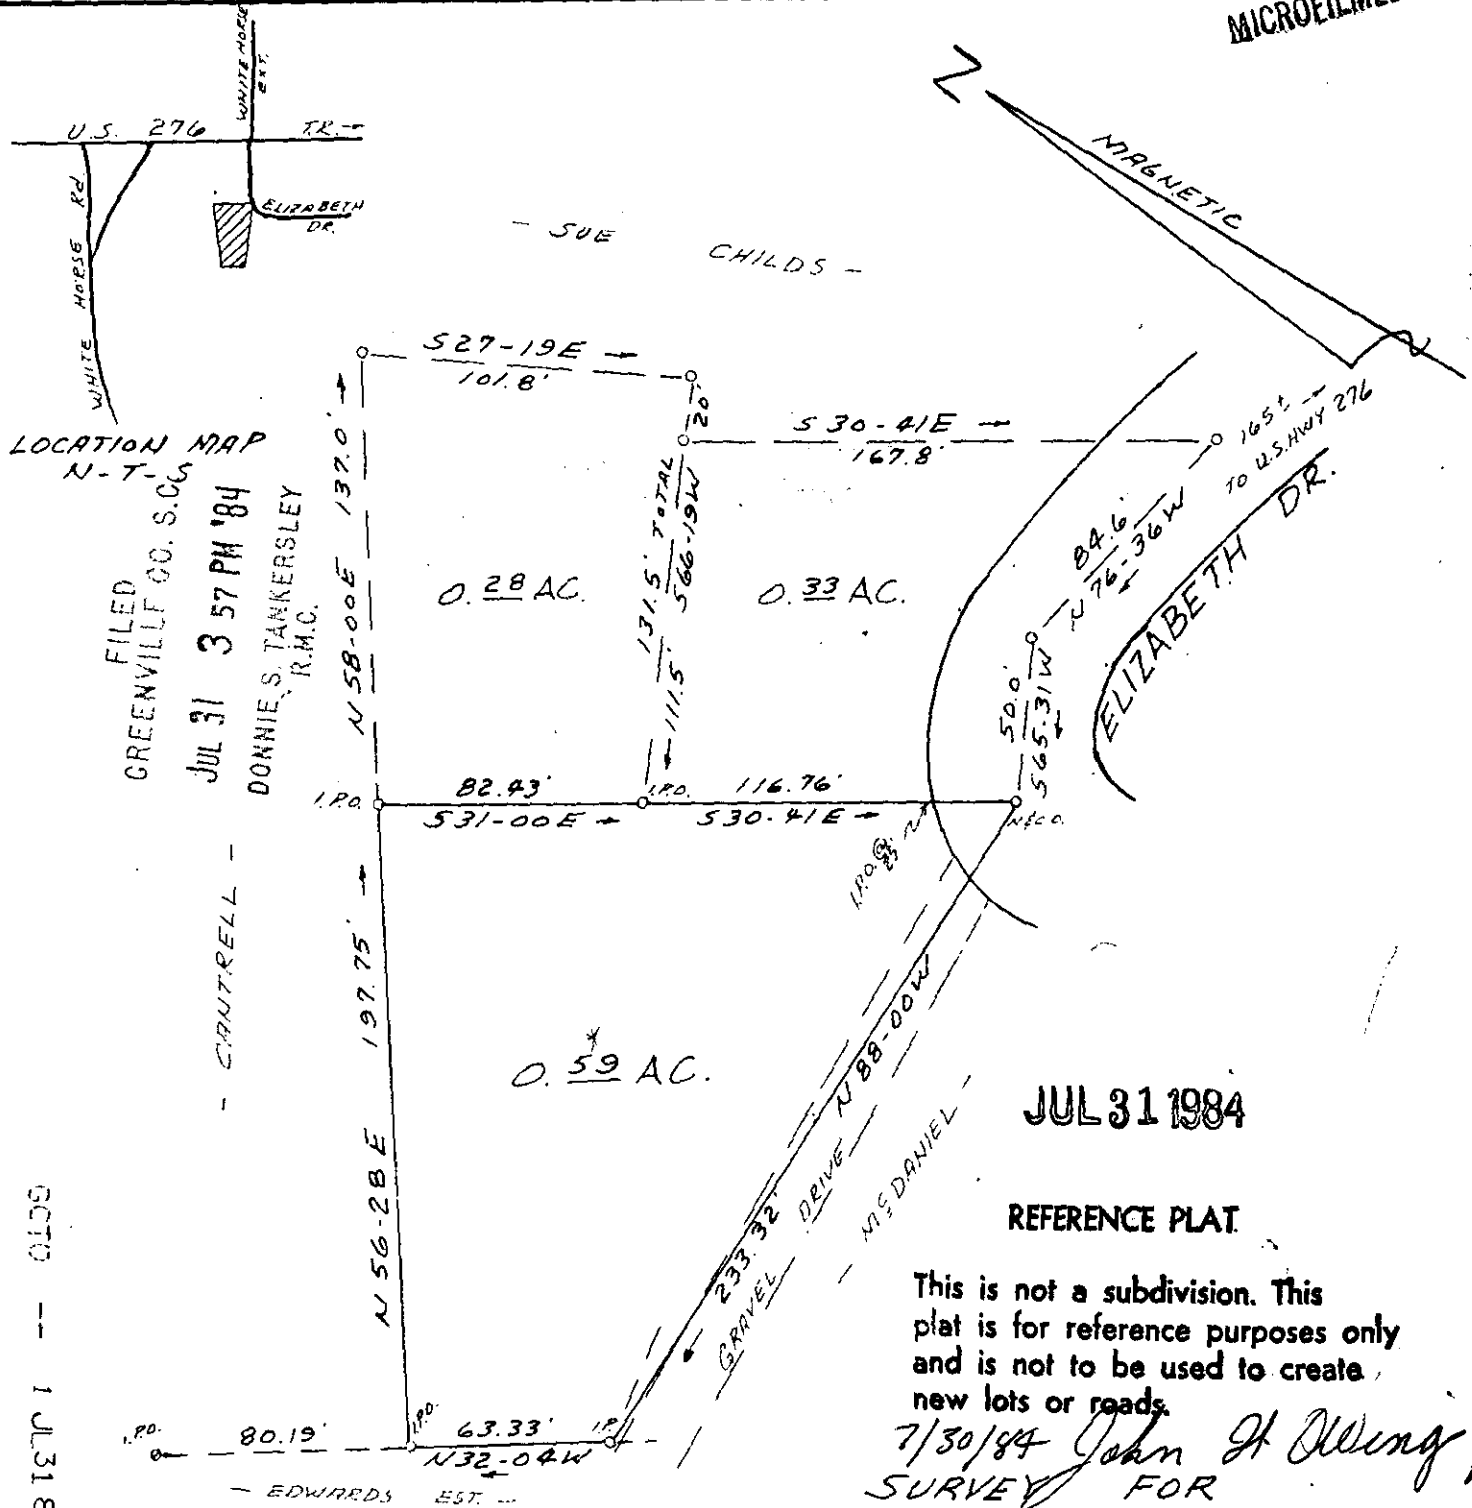 MICROFILMED
WHITE HORSE
EXT.
U.S. 276 T.R.
WHITE HORSE Rd
ELIZABETH
DR.
LOCATION MAP
N-T-S
N
MAGNETIC
- SUE CHILDS -
FILED
GREENVILLE CO. S.C.
JUL 31 3 57 PM '84
DONNIE S. TANKERSLEY
R.M.C.
S27-19E
101.8'
20'
S 30-41E
167.8'
165±
TO U.S. HWY 276
84.6'
N 76-36W
ELIZABETH DR.
50.0'
S65-31W
N58-00E 137.0'
0.28 AC.
131.5' TOTAL
111.5' S66-19W
0.33 AC.
I.P.O.
82.43'
S31-00E
I.P.O.
116.76'
S30-41E
N&C O.
I.P.O. @
- CANTRELL -
N56-28E 197.75'
0.59 AC.
*
233.32' N 88-00W
GRAVEL DRIVE
- McDANIEL -
JUL 31 1984
REFERENCE PLAT
This is not a subdivision. This
plat is for reference purposes only
and is not to be used to create
new lots or roads.
7/30/84
SURVEY FOR
I.P.O.
80.19'
I.P.O.
63.33'
N32-04W
I.P.
- EDWARDS EST. -
GCTO -- 1 JL31 8